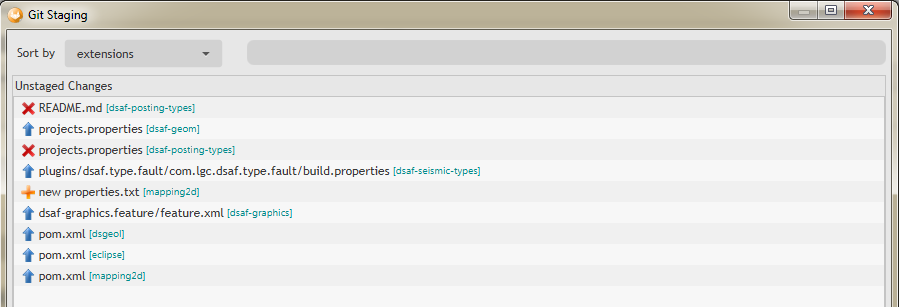 Git Staging
Sort by extensions
Unstaged Changes
README.md [dsaf-posting-types]
projects.properties [dsaf-geom]
projects.properties [dsaf-posting-types]
plugins/dsaf.type.fault/com.lgc.dsaf.type.fault/build.properties [dsaf-seismic-types]
new properties.txt [mapping2d]
dsaf-graphics.feature/feature.xml [dsaf-graphics]
pom.xml [dsgeol]
pom.xml [eclipse]
pom.xml [mapping2d]